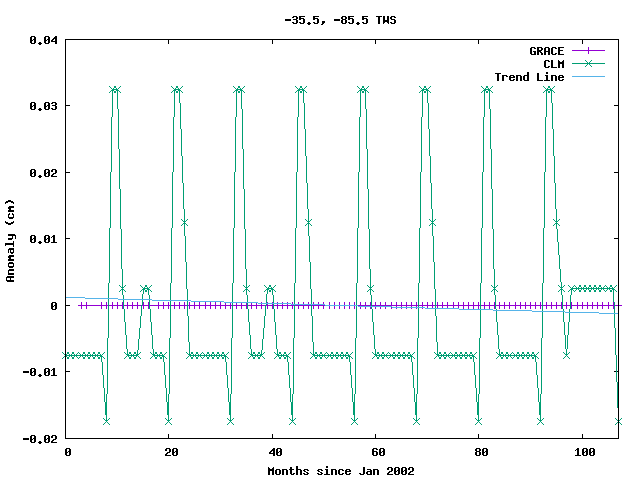 -35.5, -85.5 TWS
0.04
0.03
0.02
0.01
0
-0.01
-0.02
Anomaly (cm)
GRACE
CLM
Trend Line
0 20 40 60 80 100
Months since Jan 2002